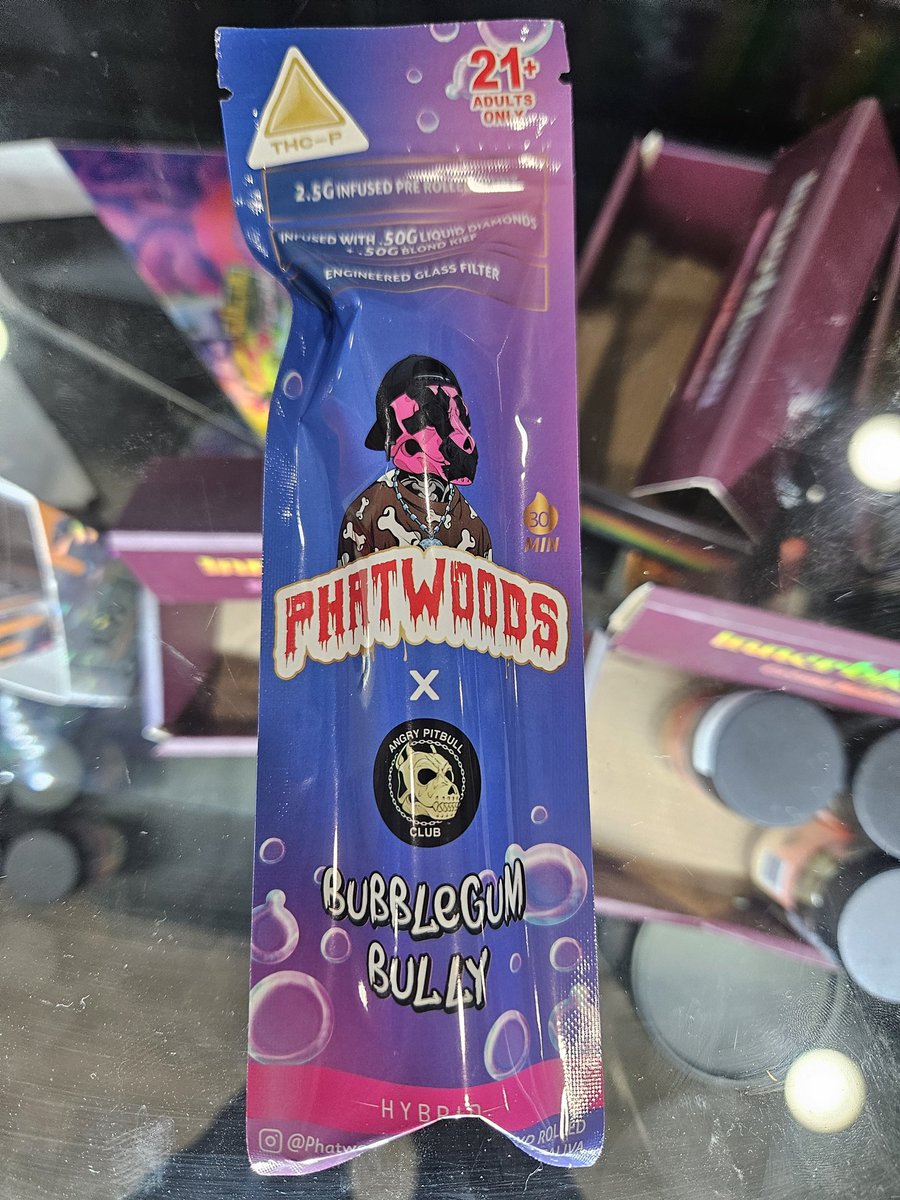 21+
ADULTS
ONLY
THC-P
2.5G INFUSED PRE ROLLED
INFUSED WITH .50G LIQUID DIAMONDS
+ .50G BLOND KIEF
ENGINEERED GLASS FILTER
30
MIN
PHATWOODS
X
ANGRY PITBULL
CLUB
BUBBLEGUM
BULLY
HYBRID